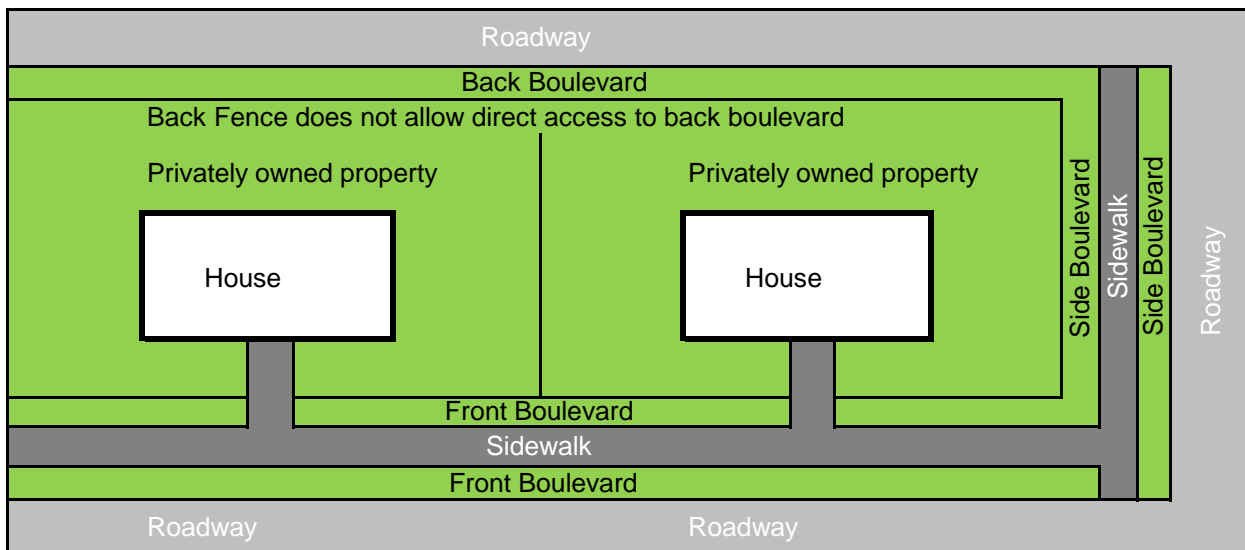 Roadway
Back Boulevard
Back Fence does not allow direct access to back boulevard
Privately owned property
Privately owned property
House
House
Side Boulevard
Sidewalk
Side Boulevard
Roadway
Front Boulevard
Sidewalk
Front Boulevard
Roadway
Roadway